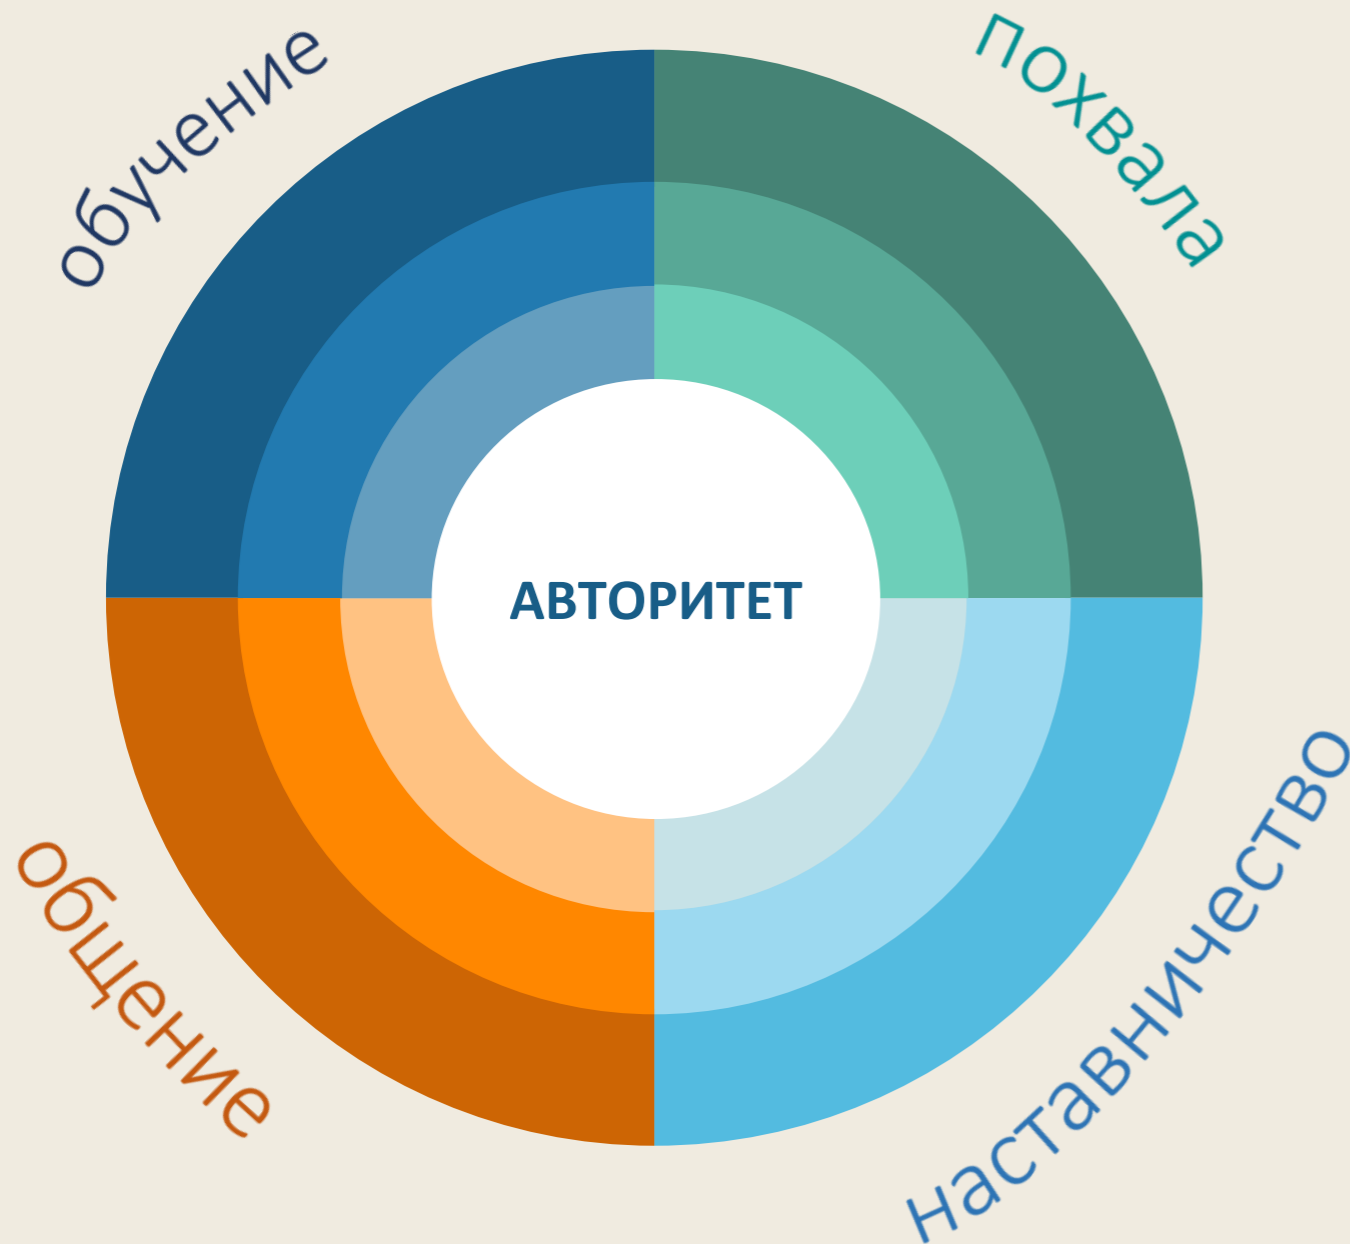 обучение
похвала
АВТОРИТЕТ
общение
наставничество